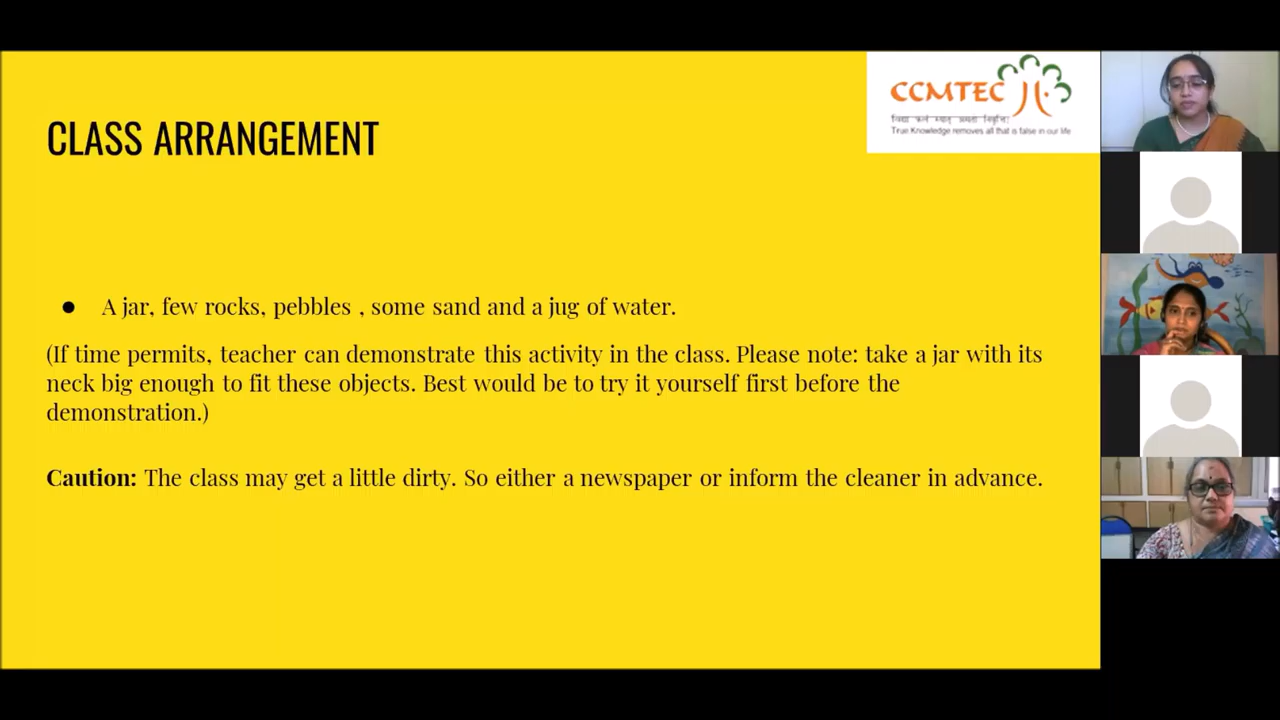 CCMTEC
True Knowledge removes all that is false in our life
CLASS ARRANGEMENT
● A jar, few rocks, pebbles , some sand and a jug of water.
(If time permits, teacher can demonstrate this activity in the class. Please note: take a jar with its
neck big enough to fit these objects. Best would be to try it yourself first before the
demonstration.)
Caution: The class may get a little dirty. So either a newspaper or inform the cleaner in advance.